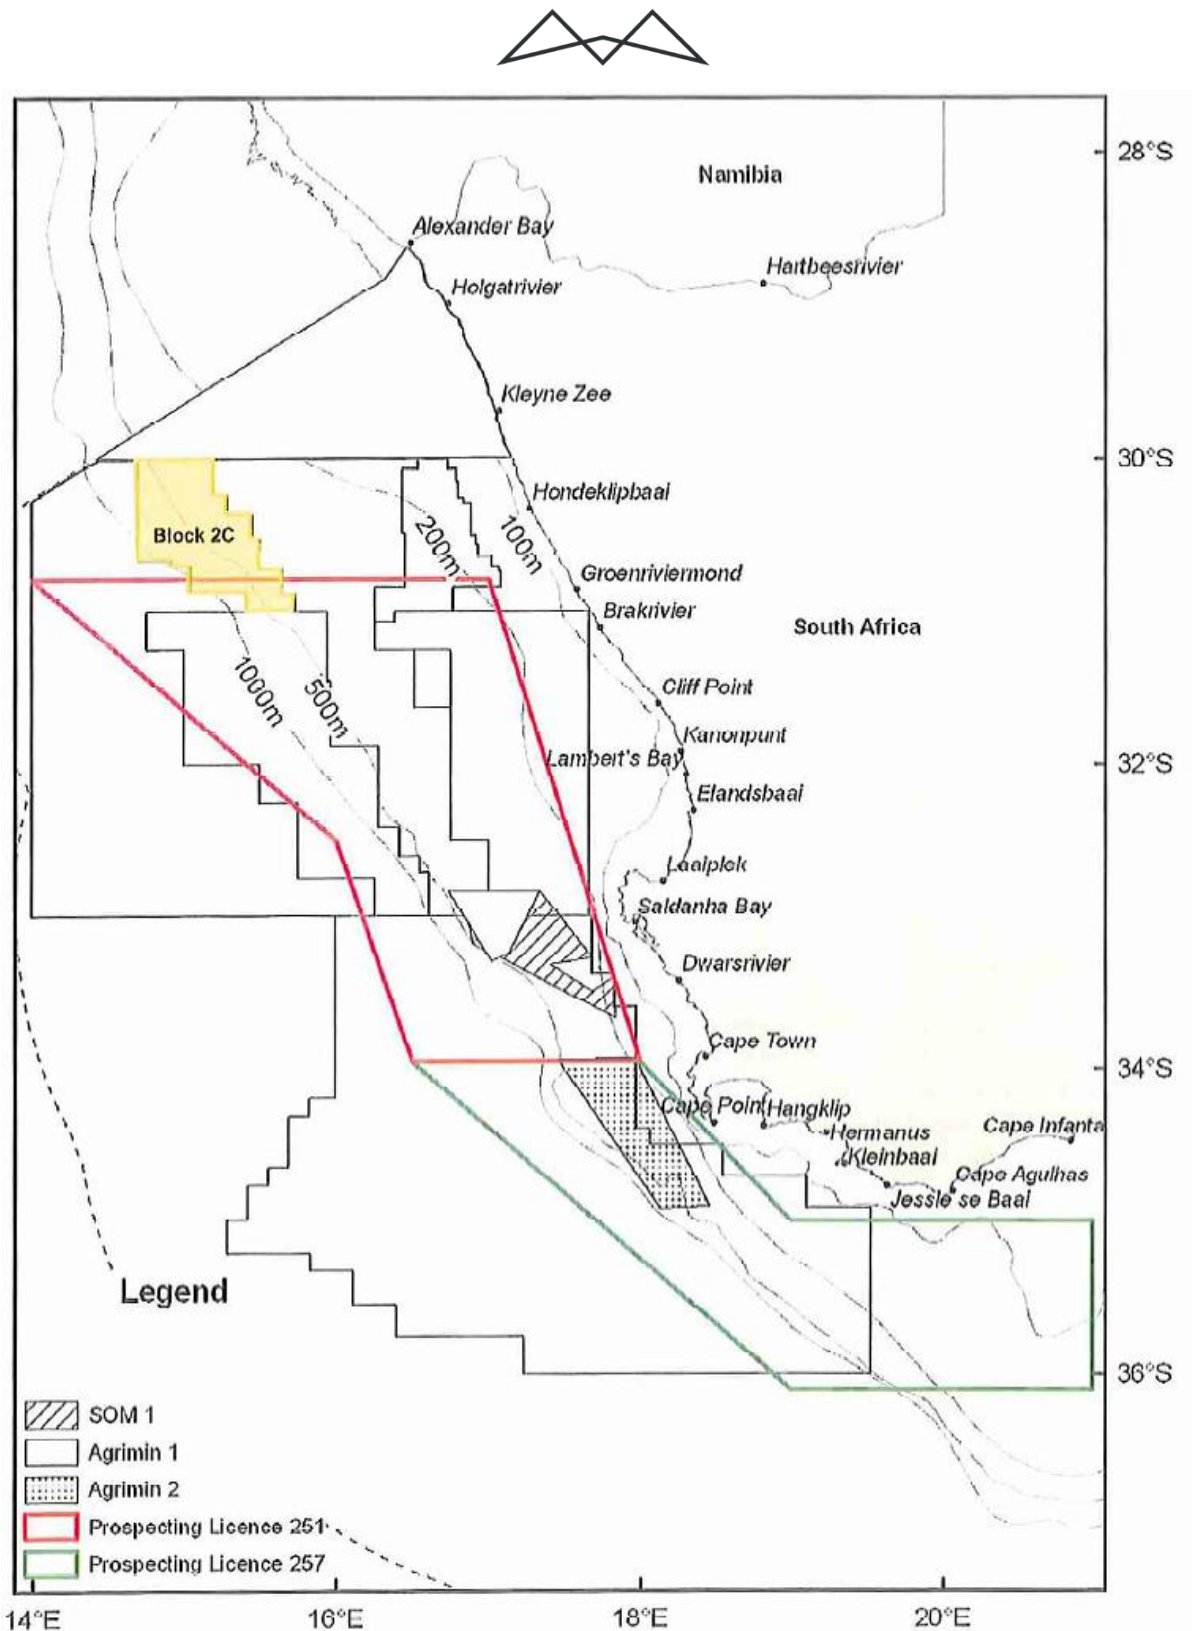 28°S
Namibia
Alexander Bay
Hartbeesrivier
Holgatrivier
Kleyne Zee
30°S
Hondeklipbaai
Block 2C
200m
100m
Groenriviermond
Brakrivier
South Africa
1000m
500m
Cliff Point
Kanonpunt
Lambert's Bay
32°S
Elandsbaai
Laaiplek
Saldanha Bay
Dwarsrivier
Cape Town
34°S
Cape Point
Hangklip
Cape Infanta
Hermanus
Kleinbaai
Cape Agulhas
Jessie se Baai
Legend
36°S
SOM 1
Agrimin 1
Agrimin 2
Prospecting Licence 251
Prospecting Licence 257
14°E
16°E
18°E
20°E